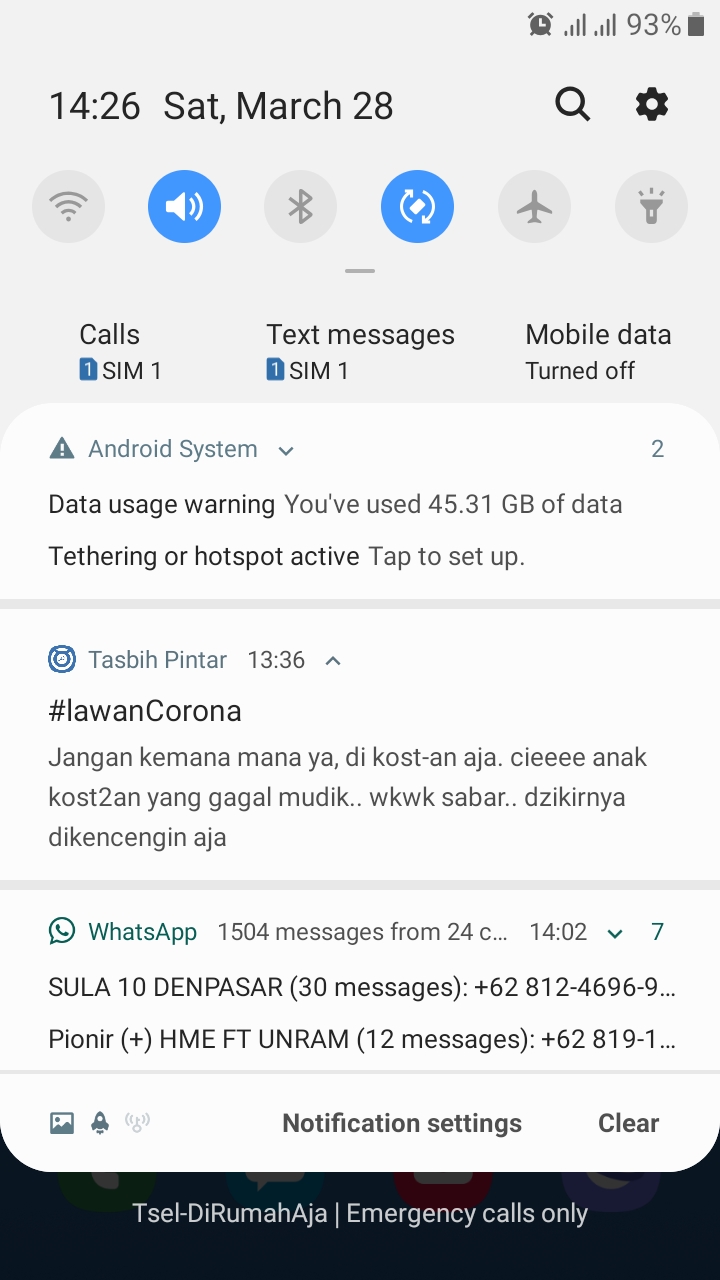 93%
14:26 Sat, March 28
Calls Text messages Mobile data
1 SIM 1 1 SIM 1 Turned off
Android System 2
Data usage warning You've used 45.31 GB of data
Tethering or hotspot active Tap to set up.
Tasbih Pintar 13:36
#lawanCorona
Jangan kemana mana ya, di kost-an aja. cieeee anak
kost2an yang gagal mudik.. wkwk sabar.. dzikirnya
dikencengin aja
WhatsApp 1504 messages from 24 c... 14:02 7
SULA 10 DENPASAR (30 messages): +62 812-4696-9...
Pionir (+) HME FT UNRAM (12 messages): +62 819-1...
Notification settings Clear
Tsel-DiRumahAja | Emergency calls only